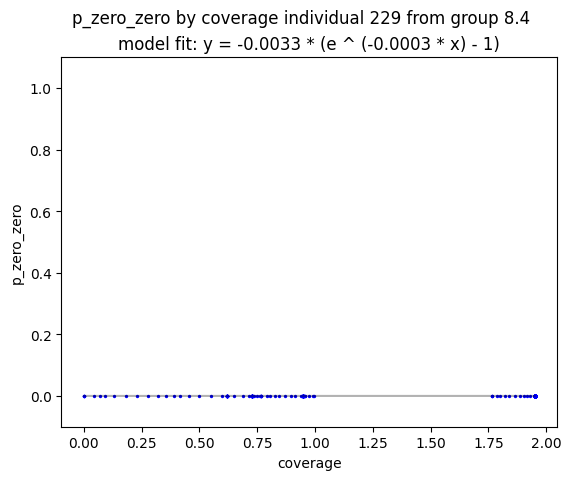 p_zero_zero by coverage individual 229 from group 8.4
model fit: y = -0.0033 * (e ^ (-0.0003 * x) - 1)
1.0
0.8
0.6
0.4
0.2
0.0
p_zero_zero
0.00 0.25 0.50 0.75 1.00 1.25 1.50 1.75 2.00
coverage